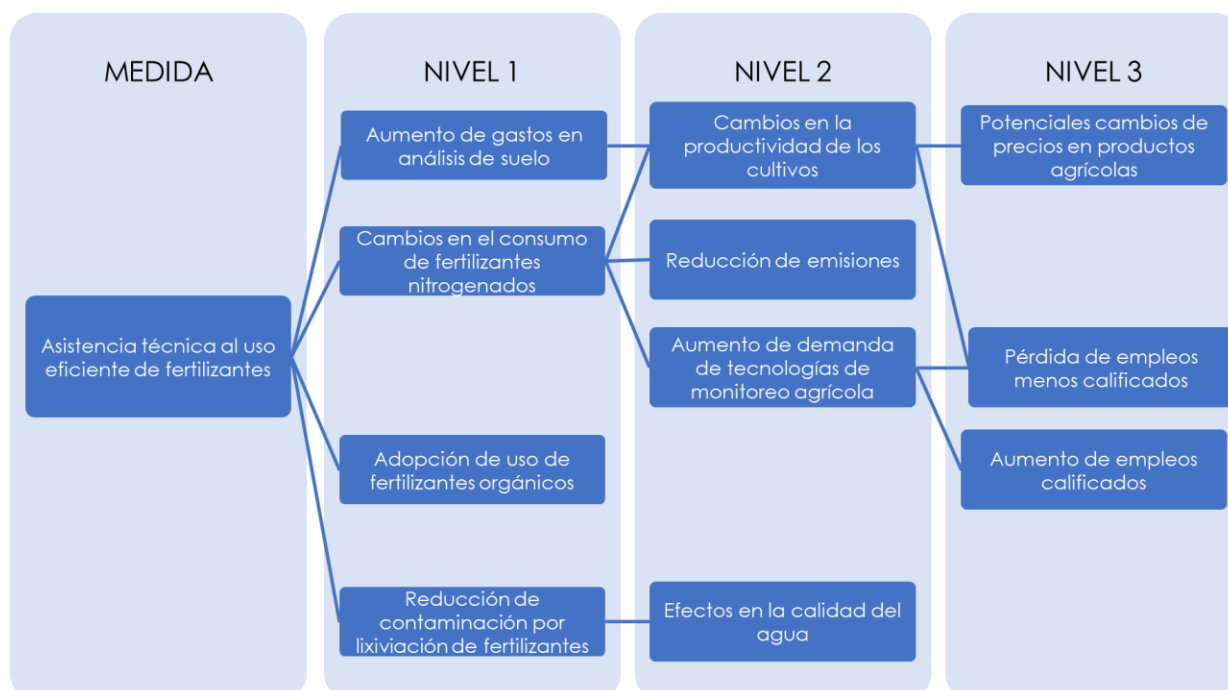 MEDIDA
Asistencia técnica al uso
eficiente de fertilizantes
NIVEL 1
Aumento de gastos en
análisis de suelo
Cambios en el consumo
de fertilizantes
nitrogenados
Adopción de uso de
fertilizantes orgánicos
Reducción de
contaminación por
lixiviación de fertilizantes
NIVEL 2
Cambios en la
productividad de los
cultivos
Reducción de emisiones
Aumento de demanda
de tecnologías de
monitoreo agrícola
Efectos en la calidad del
agua
NIVEL 3
Potenciales cambios de
precios en productos
agrícolas
Pérdida de empleos
menos calificados
Aumento de empleos
calificados